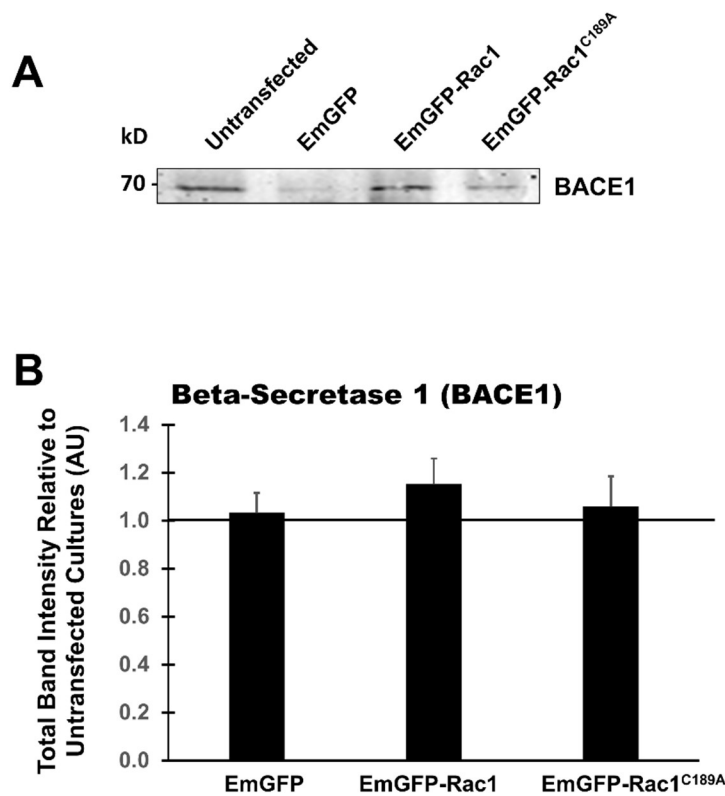 A
Untransfected
EmGFP
EmGFP-Rac1
EmGFP-Rac1C189A
kD
70
BACE1
B
Beta-Secretase 1 (BACE1)
Total Band Intensity Relative to
Untransfected Cultures (AU)
1.4
1.2
1.0
0.8
0.6
0.4
0.2
0.0
EmGFP
EmGFP-Rac1
EmGFP-Rac1C189A